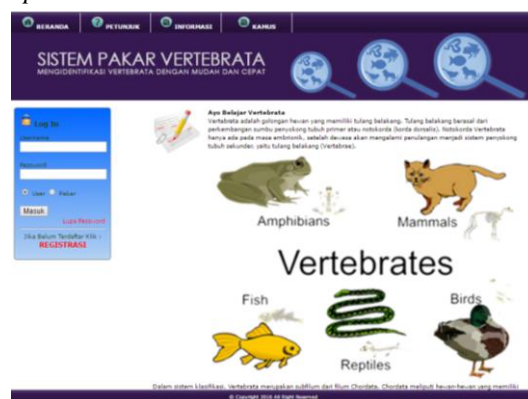 BERANDA
PETUNJUK
INFORMASI
KAMUS
SISTEM PAKAR VERTEBRATA
MENGIDENTIFIKASI VERTEBRATA DENGAN MUDAH DAN CEPAT
Log In
Username
Password
User Pakar
Masuk
Lupa Password
Jika Belum Terdaftar Klik :
REGISTRASI
Ayo Belajar Vertebrata
Vertebrata adalah golongan hewan yang memiliki tulang belakang. Tulang belakang berasal dari
perkembangan sumbu penyokong tubuh primer atau notokorda (korda dorsalis). Notokorda Vertebrata
hanya ada pada masa embrionik, setelah dewasa akan mengalami penulangan menjadi sistem penyokong
tubuh sekunder, yaitu tulang belakang (Vertebrae).
Amphibians
Mammals
Vertebrates
Fish
Birds
Reptiles
Dalam sistem klasifikasi, Vertebrata merupakan subfilum dari filum Chordata. Chordata meliputi hewan-hewan yang memiliki
© Copyright 2016 All Right Reserved